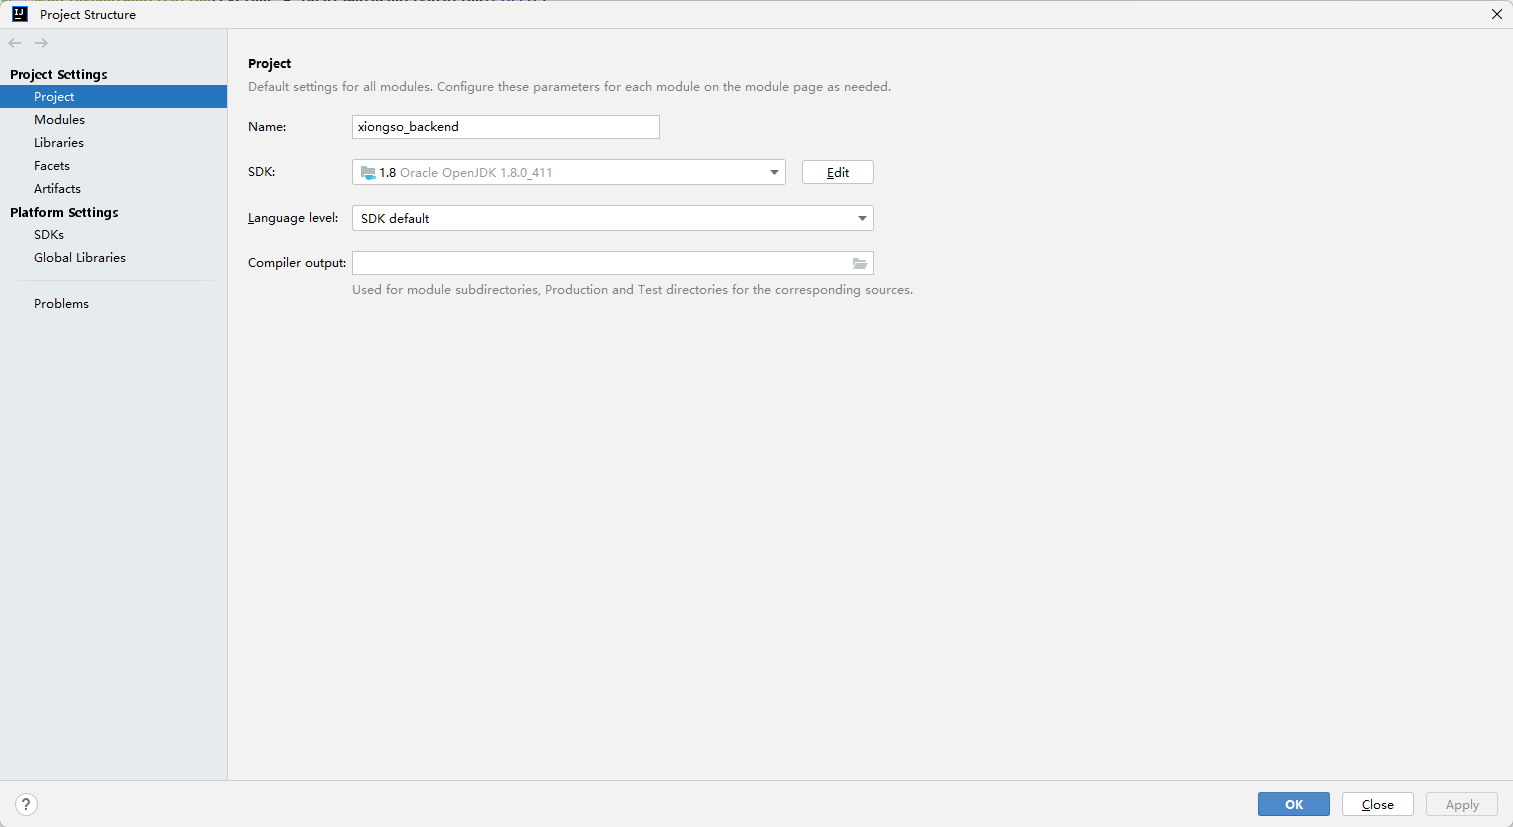 Project Structure
Project Settings
Project
Modules
Libraries
Facets
Artifacts
Platform Settings
SDKs
Global Libraries
Problems
Project
Default settings for all modules. Configure these parameters for each module on the module page as needed.
Name: xiongso_backend
SDK: 1.8 Oracle OpenJDK 1.8.0_411 Edit
Language level: SDK default
Compiler output:
Used for module subdirectories, Production and Test directories for the corresponding sources.
? OK Close Apply